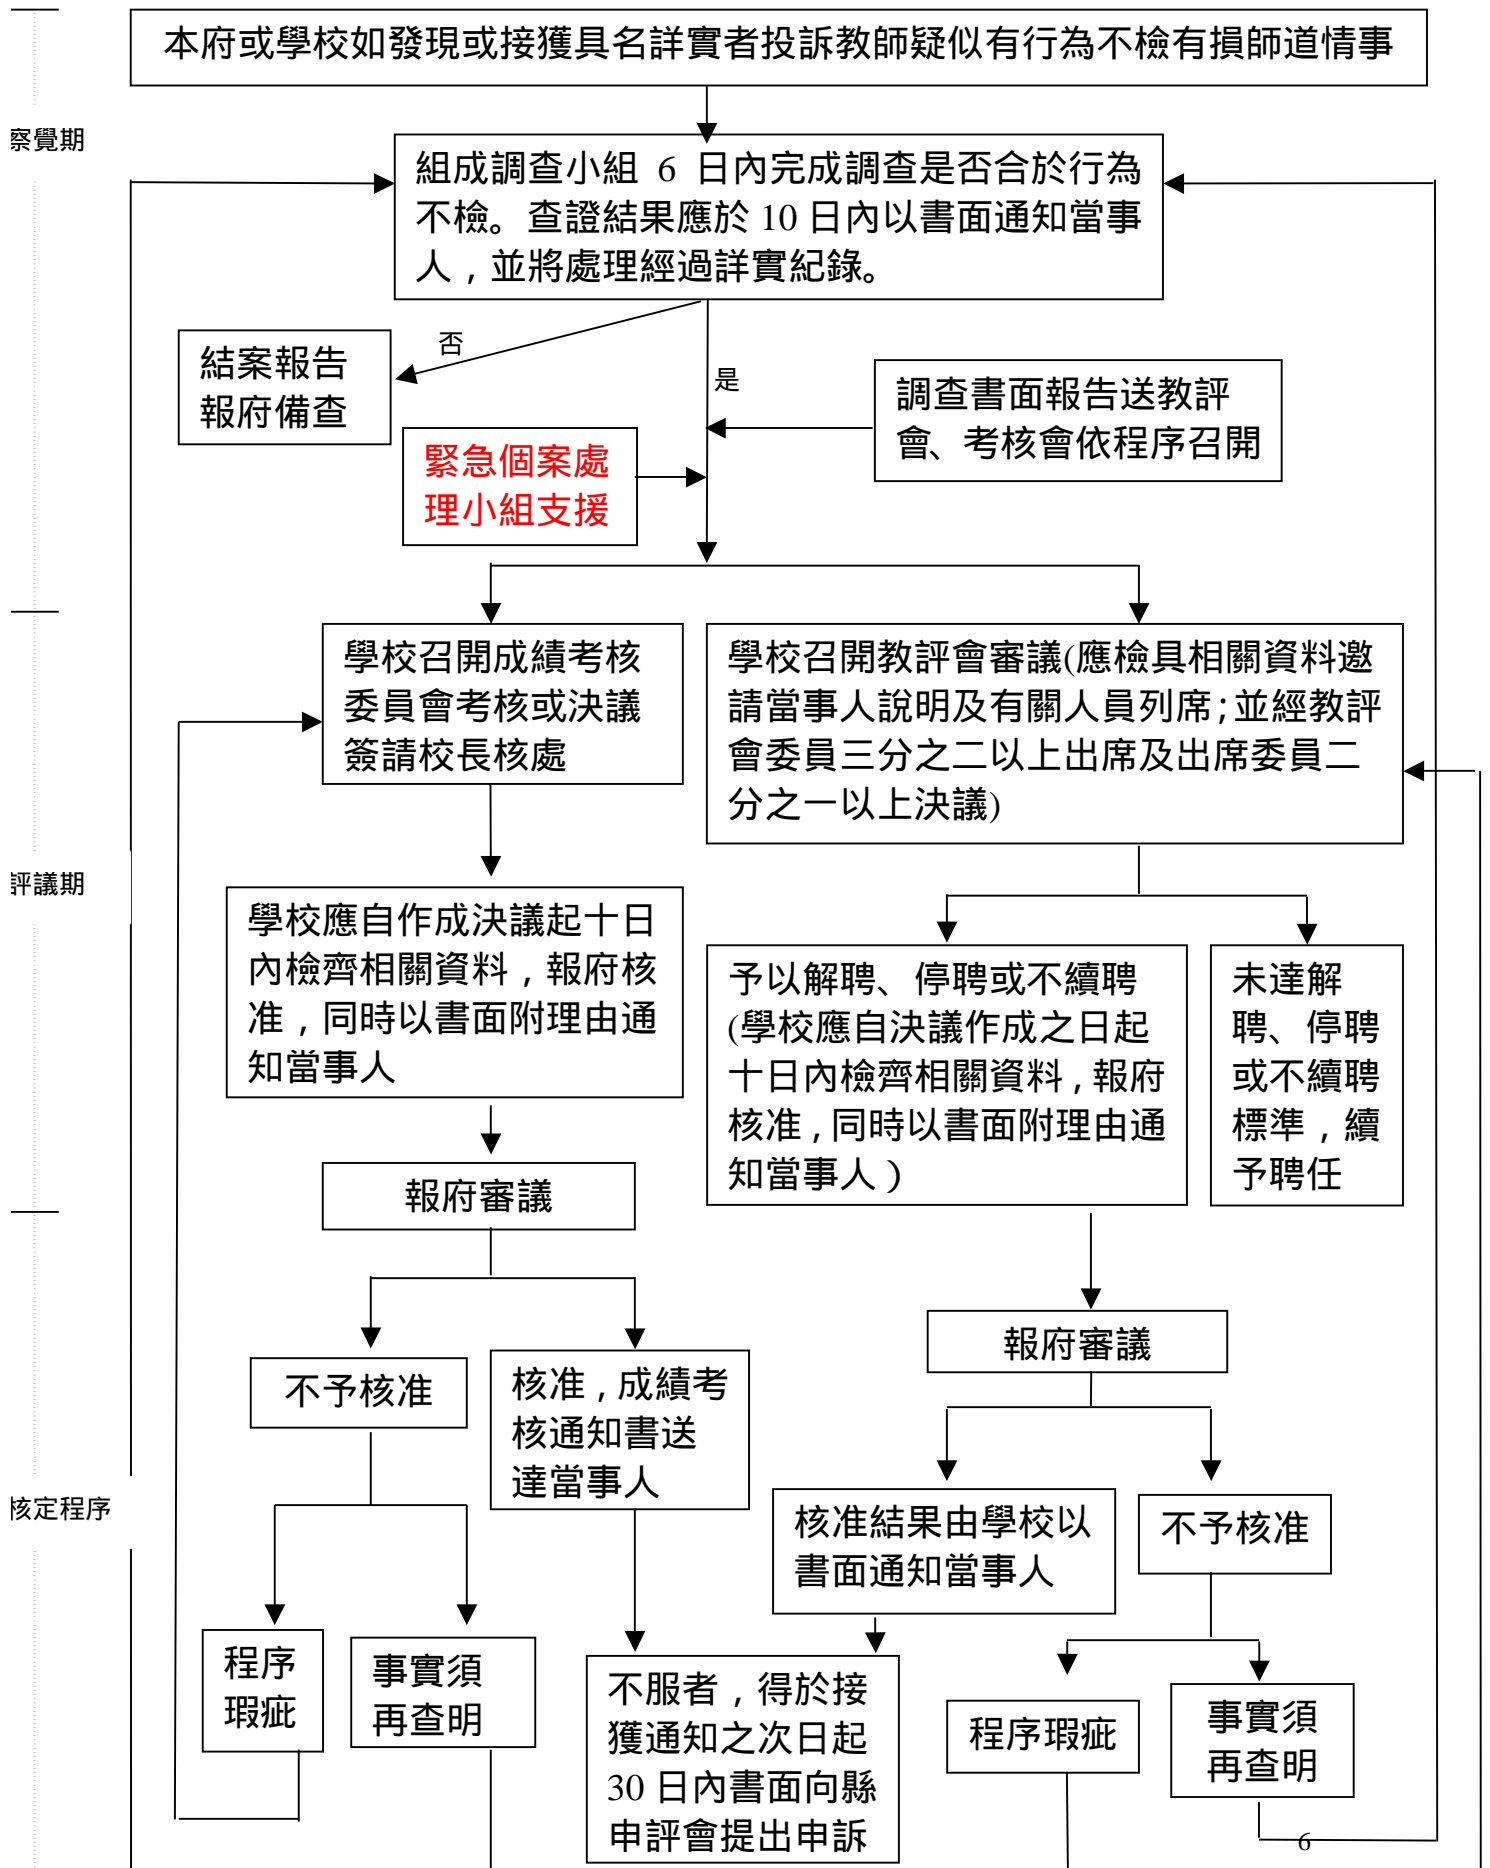 本府或學校如發現或接獲具名詳實者投訴教師疑似有行為不檢有損師道情事
察覺期
組成調查小組 6 日內完成調查是否合於行為
不檢。查證結果應於 10 日內以書面通知當事
人，並將處理經過詳實紀錄。
否
是
結案報告
報府備查
調查書面報告送教評
會、考核會依程序召開
緊急個案處
理小組支援
學校召開成績考核
委員會考核或決議
簽請校長核處
學校召開教評會審議(應檢具相關資料邀
請當事人說明及有關人員列席;並經教評
會委員三分之二以上出席及出席委員二
分之一以上決議)
評議期
學校應自作成決議起十日
內檢齊相關資料，報府核
准，同時以書面附理由通
知當事人
予以解聘、停聘或不續聘
(學校應自決議作成之日起
十日內檢齊相關資料，報府
核准，同時以書面附理由通
知當事人）
未達解
聘、停聘
或不續聘
標準，續
予聘任
報府審議
報府審議
不予核准
核准，成績考
核通知書送
達當事人
核定程序
核准結果由學校以
書面通知當事人
不予核准
程序
瑕疵
事實須
再查明
不服者，得於接
獲通知之次日起
30 日內書面向縣
申評會提出申訴
程序瑕疵
事實須
再查明
6